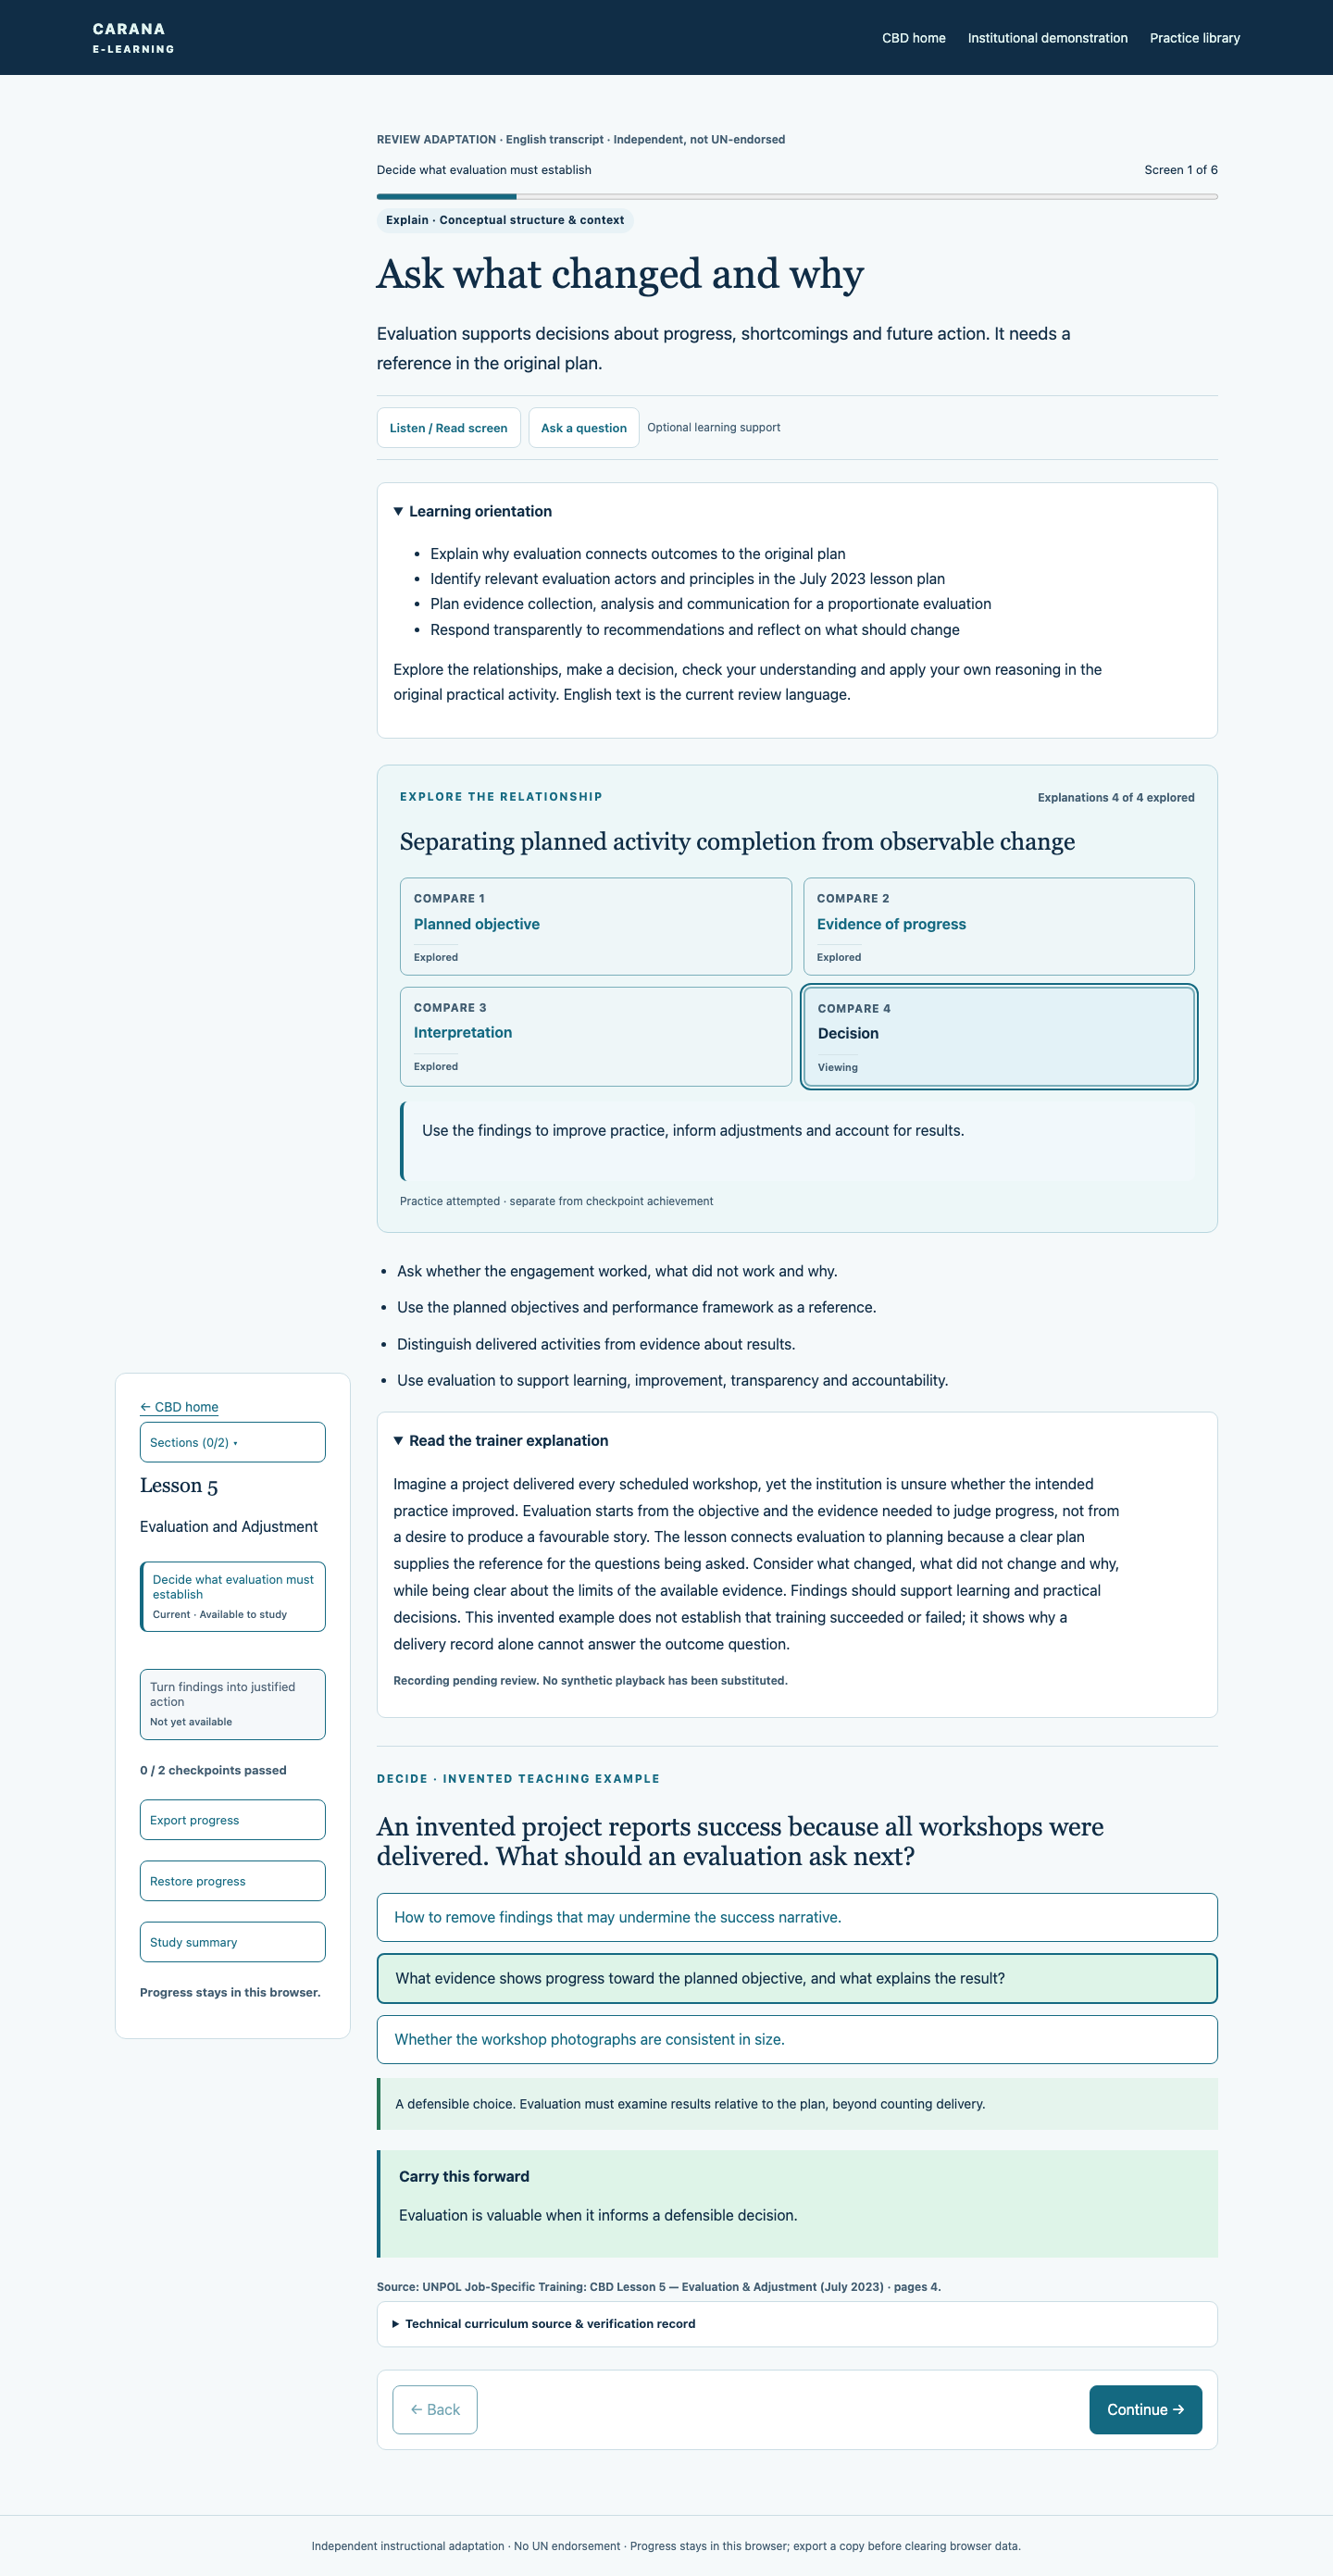 CARANA
E-LEARNING
CBD home
Institutional demonstration
Practice library
REVIEW ADAPTATION · English transcript · Independent, not UN-endorsed
Decide what evaluation must establish
Screen 1 of 6
Explain · Conceptual structure & context
Ask what changed and why
Evaluation supports decisions about progress, shortcomings and future action. It needs a
reference in the original plan.
Listen / Read screen
Ask a question
Optional learning support
▼ Learning orientation
• Explain why evaluation connects outcomes to the original plan
• Identify relevant evaluation actors and principles in the July 2023 lesson plan
• Plan evidence collection, analysis and communication for a proportionate evaluation
• Respond transparently to recommendations and reflect on what should change
Explore the relationships, make a decision, check your understanding and apply your own reasoning in the
original practical activity. English text is the current review language.
EXPLORE THE RELATIONSHIP
Explanations 4 of 4 explored
Separating planned activity completion from observable change
COMPARE 1
Planned objective
Explored
COMPARE 2
Evidence of progress
Explored
COMPARE 3
Interpretation
Explored
COMPARE 4
Decision
Viewing
Use the findings to improve practice, inform adjustments and account for results.
Practice attempted · separate from checkpoint achievement
• Ask whether the engagement worked, what did not work and why.
• Use the planned objectives and performance framework as a reference.
• Distinguish delivered activities from evidence about results.
• Use evaluation to support learning, improvement, transparency and accountability.
← CBD home
Sections (0/2) ▾
Lesson 5
Evaluation and Adjustment
Decide what evaluation must
establish
Current · Available to study
Turn findings into justified
action
Not yet available
0 / 2 checkpoints passed
Export progress
Restore progress
Study summary
Progress stays in this browser.
▼ Read the trainer explanation
Imagine a project delivered every scheduled workshop, yet the institution is unsure whether the intended
practice improved. Evaluation starts from the objective and the evidence needed to judge progress, not from
a desire to produce a favourable story. The lesson connects evaluation to planning because a clear plan
supplies the reference for the questions being asked. Consider what changed, what did not change and why,
while being clear about the limits of the available evidence. Findings should support learning and practical
decisions. This invented example does not establish that training succeeded or failed; it shows why a
delivery record alone cannot answer the outcome question.
Recording pending review. No synthetic playback has been substituted.
DECIDE · INVENTED TEACHING EXAMPLE
An invented project reports success because all workshops were
delivered. What should an evaluation ask next?
How to remove findings that may undermine the success narrative.
What evidence shows progress toward the planned objective, and what explains the result?
Whether the workshop photographs are consistent in size.
A defensible choice. Evaluation must examine results relative to the plan, beyond counting delivery.
Carry this forward
Evaluation is valuable when it informs a defensible decision.
Source: UNPOL Job-Specific Training: CBD Lesson 5 — Evaluation & Adjustment (July 2023) · pages 4.
▶ Technical curriculum source & verification record
← Back
Continue →
Independent instructional adaptation · No UN endorsement · Progress stays in this browser; export a copy before clearing browser data.